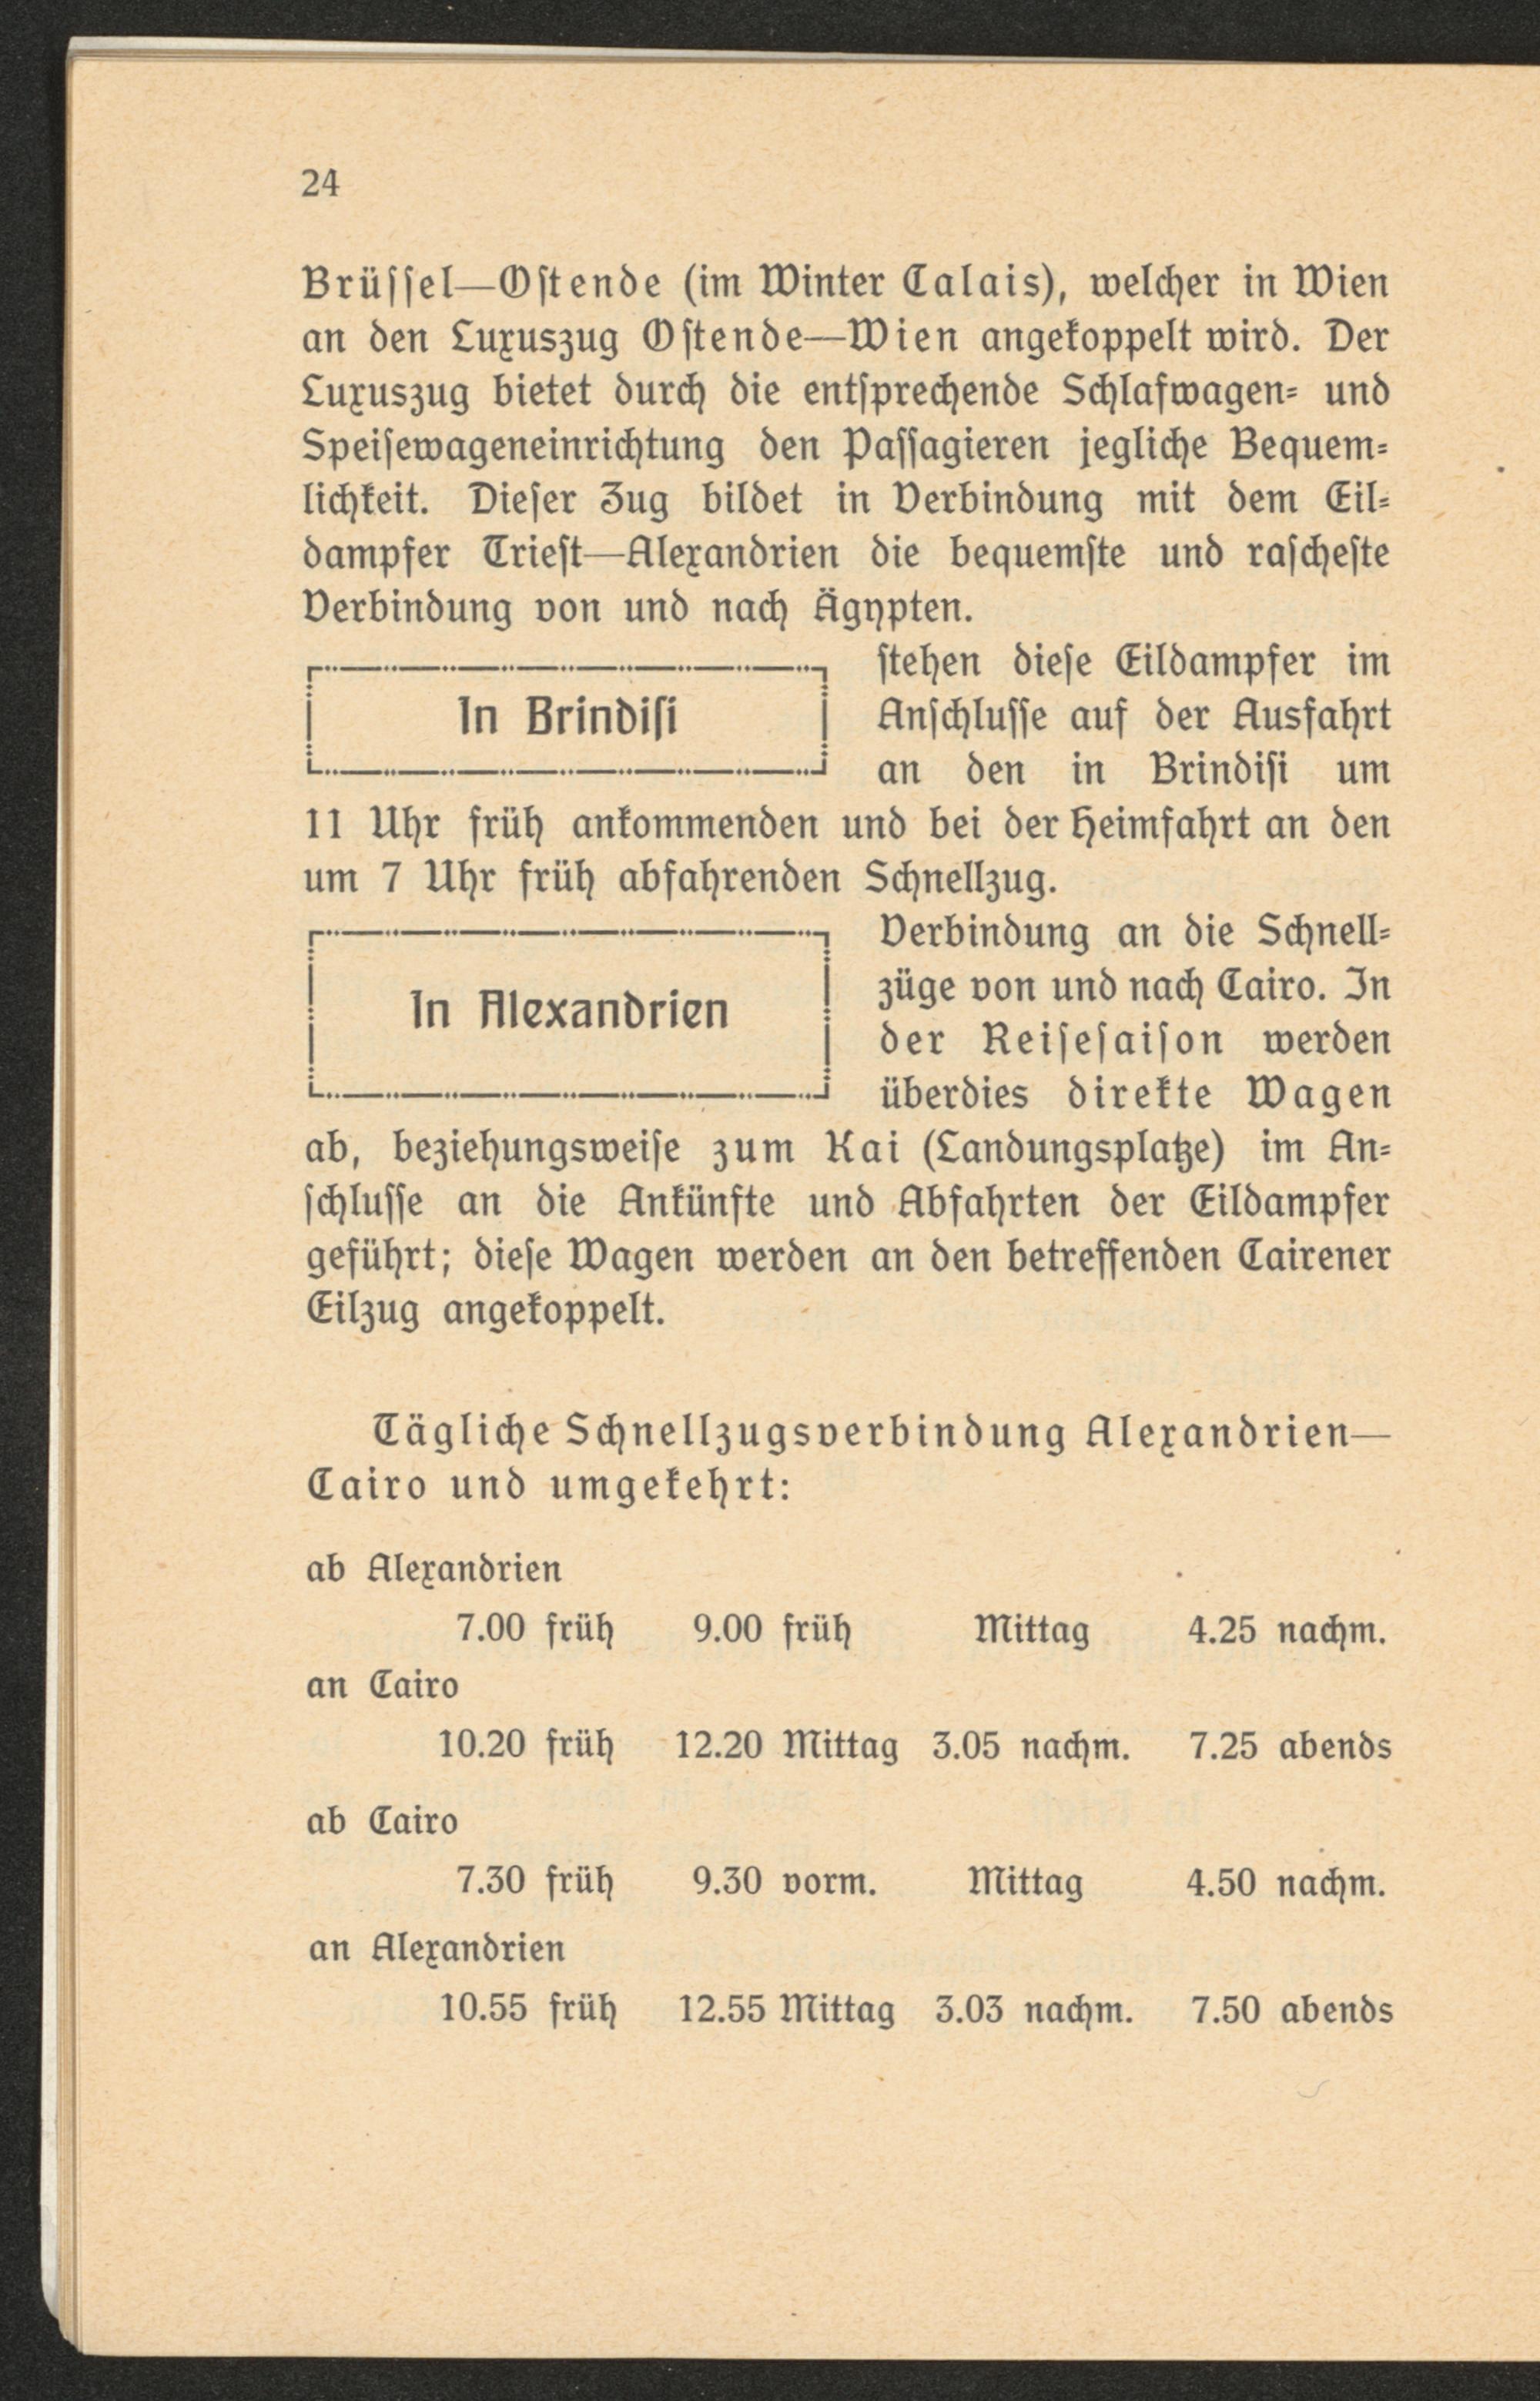 24
Brüſſel—Oſtende (im Winter Calais), welcher in Wien
an den Luxuszug Oſtende—Wien angekoppelt wird. Der
Luxuszug bietet durch die entſprechende Schlafwagen⸗ und
Speiſewageneinrichtung den Paſſagieren jegliche Bequem⸗
lichkeit. Dieſer Zug bildet in Verbindung mit dem Eil⸗
dampfer Trieſt—Alexandrien die bequemſte und raſcheſte
Verbindung von und nach Ägypten.
In Brindiſi
ſtehen dieſe Eildampfer im
Anſchluſſe auf der Ausfahrt
an den in Brindiſi um
11 Uhr früh ankommenden und bei der Heimfahrt an den
um 7 Uhr früh abfahrenden Schnellzug.
In Alexandrien
Verbindung an die Schnell⸗
züge von und nach Cairo. In
der Reiſeſaiſon werden
überdies direkte Wagen
ab, beziehungsweiſe zum Kai (Landungsplatze) im An⸗
ſchluſſe an die Ankünfte und Abfahrten der Eildampfer
geführt; dieſe Wagen werden an den betreffenden Cairener
Eilzug angekoppelt.
Tägliche Schnellzugsverbindung Alexandrien—
Cairo und umgekehrt:
ab Alexandrien
7.00 früh 9.00 früh Mittag 4.25 nachm.
an Cairo
10.20 früh 12.20 Mittag 3.05 nachm. 7.25 abends
ab Cairo
7.30 früh 9.30 vorm. Mittag 4.50 nachm.
an Alexandrien
10.55 früh 12.55 Mittag 3.03 nachm. 7.50 abends